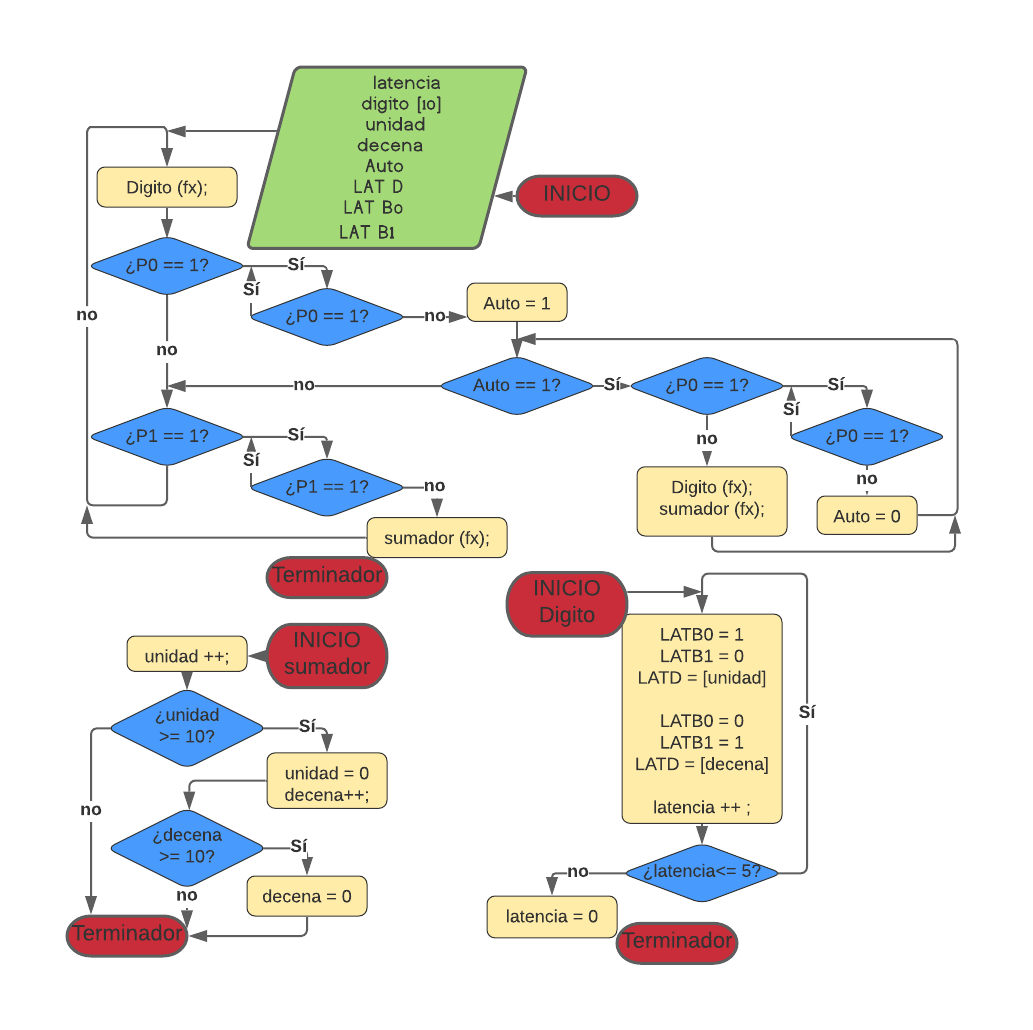 latencia
digito [10]
unidad
decena
Auto
LAT D
LAT B0
LAT B1
INICIO
Digito (fx);
¿P0 == 1?
Sí
Sí
¿P0 == 1?
no
Auto = 1
no
no
Auto == 1?
no
Sí
¿P0 == 1?
Sí
Sí
¿P0 == 1?
no
no
Digito (fx);
sumador (fx);
Auto = 0
¿P1 == 1?
Sí
Sí
¿P1 == 1?
no
sumador (fx);
Terminador
INICIO
sumador
unidad ++;
¿unidad
>= 10?
Sí
no
unidad = 0
decena++;
¿decena
>= 10?
Sí
no
decena = 0
Terminador
INICIO
Digito
LATB0 = 1
LATB1 = 0
LATD = [unidad]
LATB0 = 0
LATB1 = 1
LATD = [decena]
latencia ++ ;
Sí
¿latencia<= 5?
no
latencia = 0
Terminador